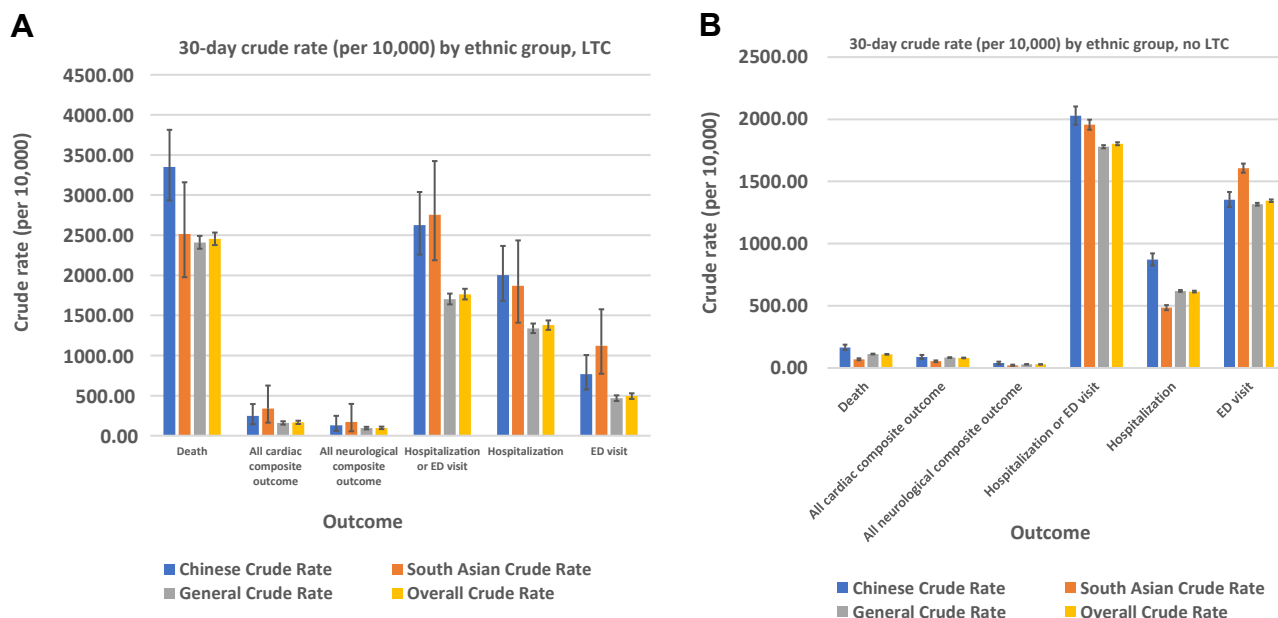 A
30-day crude rate (per 10,000) by ethnic group, LTC
Crude rate (per 10,000)
4500.00
4000.00
3500.00
3000.00
2500.00
2000.00
1500.00
1000.00
500.00
0.00
Death
All cardiac
composite
outcome
All neurological
composite
outcome
Hospitalization
or ED visit
Hospitalization
ED visit
Outcome
Chinese Crude Rate
South Asian Crude Rate
General Crude Rate
Overall Crude Rate
B
30-day crude rate (per 10,000) by ethnic group, no LTC
Crude rate (per 10,000)
2500.00
2000.00
1500.00
1000.00
500.00
0.00
Death
All cardiac composite outcome
All neurological composite outcome
Hospitalization or ED visit
Hospitalization
ED visit
Outcome
Chinese Crude Rate
South Asian Crude Rate
General Crude Rate
Overall Crude Rate